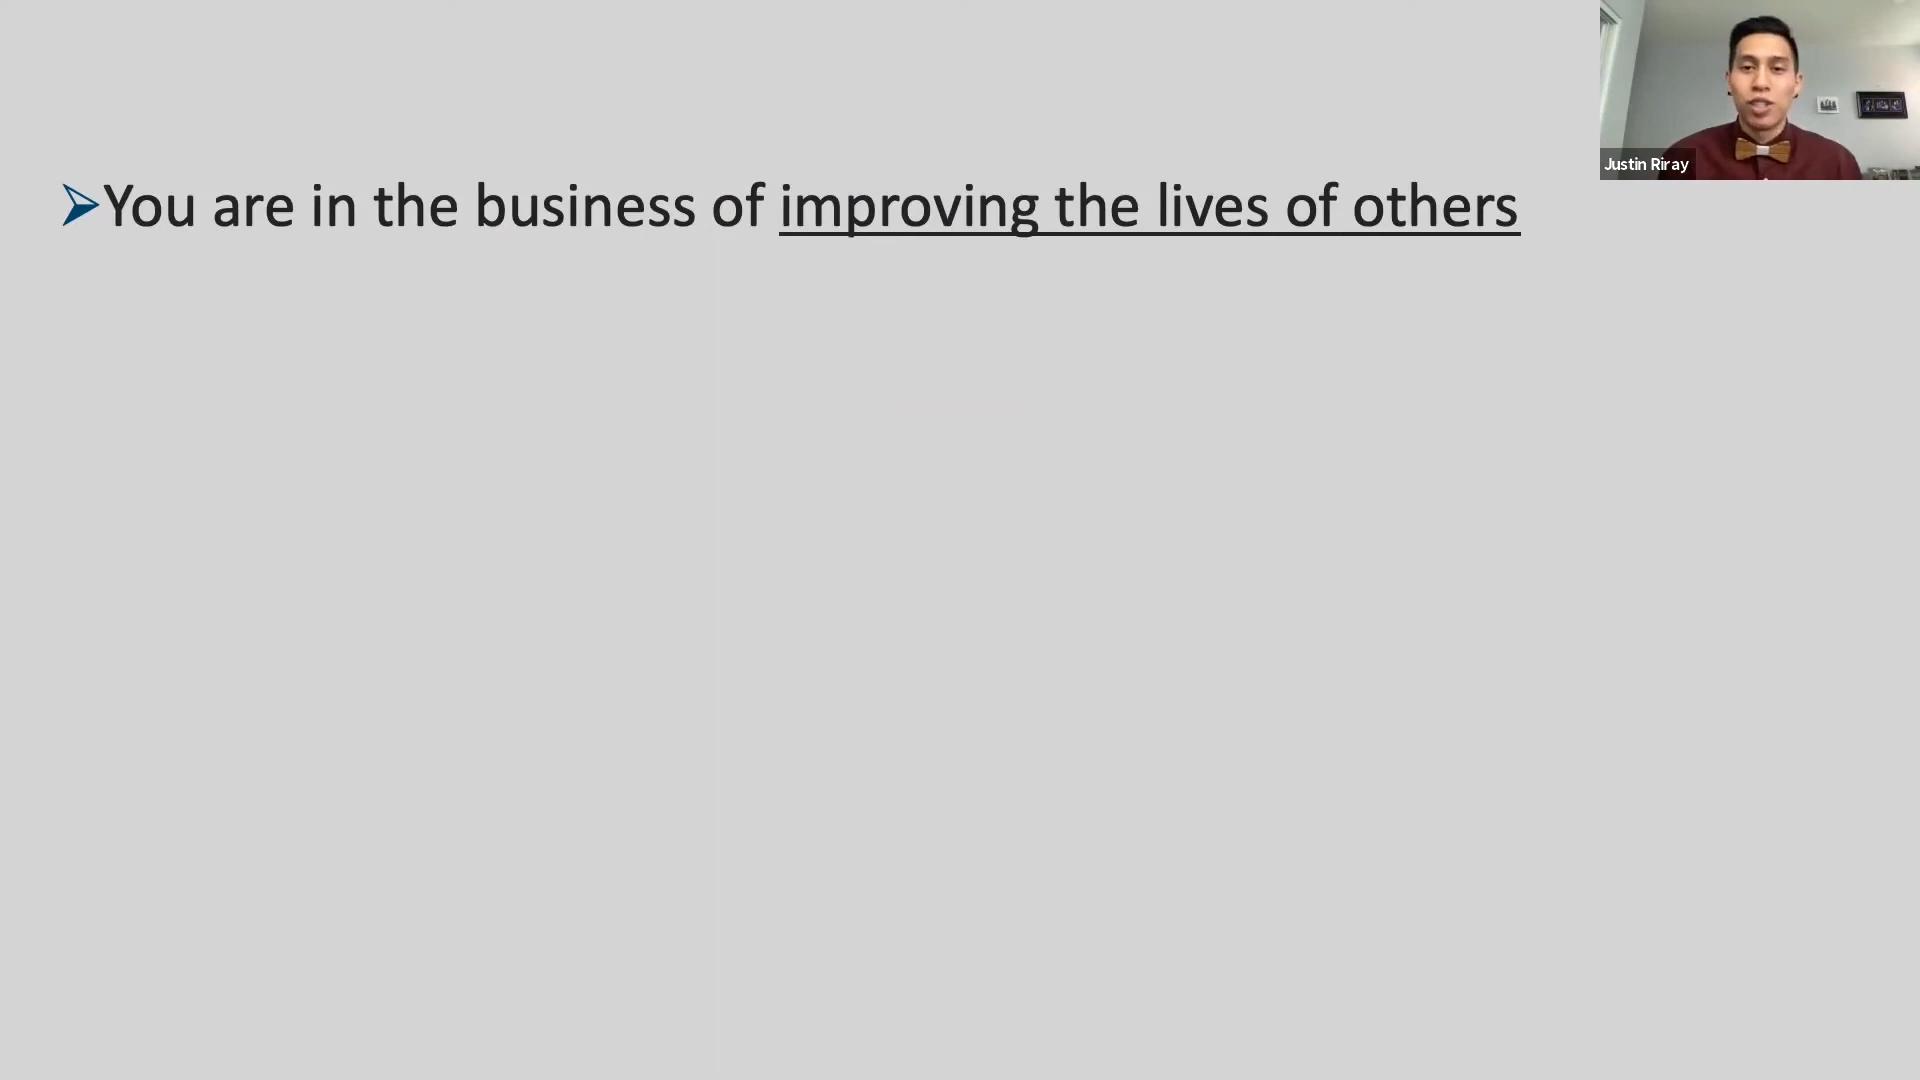 You are in the business of improving the lives of others
Justin Riray